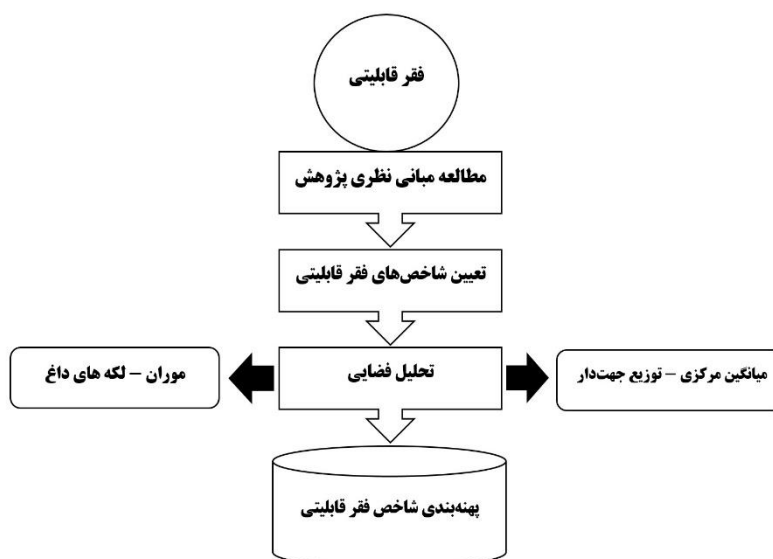 فقر قابلیتی
مطالعه مبانی نظری پژوهش
تعیین شاخص‌های فقر قابلیتی
تحلیل فضایی
میانگین مرکزی – توزیع جهت‌دار
موران – لکه های داغ
پهنه‌بندی شاخص فقر قابلیتی